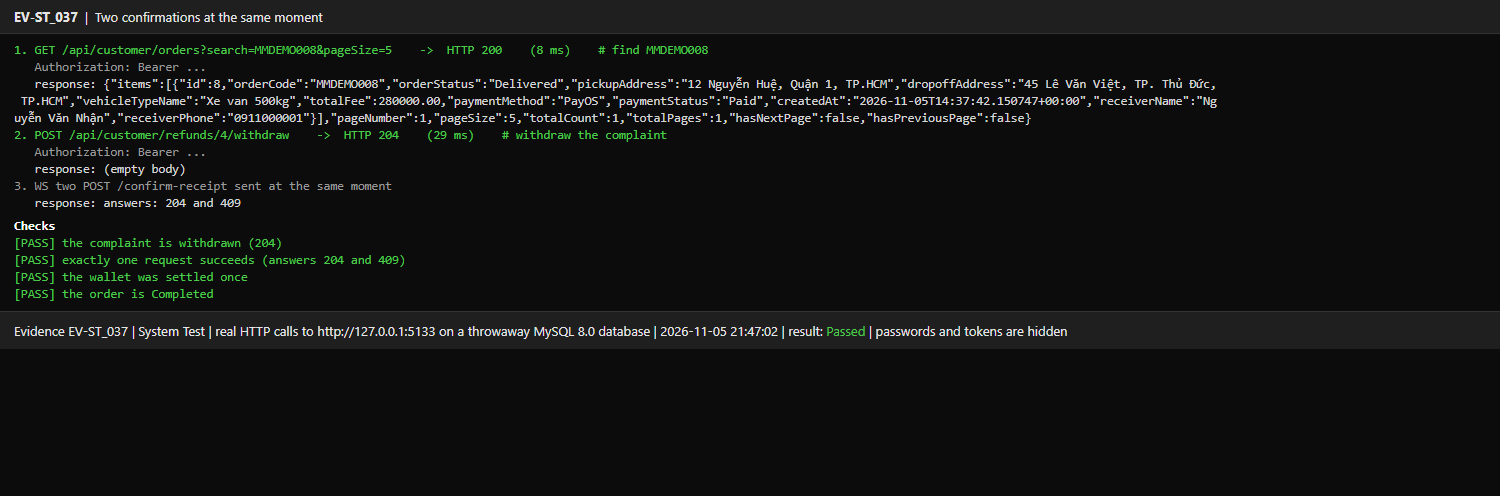 EV-ST_037 | Two confirmations at the same moment
1. GET /api/customer/orders?search=MMDEMO008&pageSize=5 -> HTTP 200 (8 ms) # find MMDEMO008
Authorization: Bearer ...
response: {"items":[{"id":8,"orderCode":"MMDEMO008","orderStatus":"Delivered","pickupAddress":"12 Nguyễn Huệ, Quận 1, TP.HCM","dropoffAddress":"45 Lê Văn Việt, TP. Thủ Đức,
TP.HCM","vehicleTypeName":"Xe van 500kg","totalFee":280000.00,"paymentMethod":"PayOS","paymentStatus":"Paid","createdAt":"2026-11-05T14:37:42.150747+00:00","receiverName":"Ng
uyễn Văn Nhận","receiverPhone":"0911000001"}],"pageNumber":1,"pageSize":5,"totalCount":1,"totalPages":1,"hasNextPage":false,"hasPreviousPage":false}
2. POST /api/customer/refunds/4/withdraw -> HTTP 204 (29 ms) # withdraw the complaint
Authorization: Bearer ...
response: (empty body)
3. WS two POST /confirm-receipt sent at the same moment
response: answers: 204 and 409
Checks
[PASS] the complaint is withdrawn (204)
[PASS] exactly one request succeeds (answers 204 and 409)
[PASS] the wallet was settled once
[PASS] the order is Completed
Evidence EV-ST_037 | System Test | real HTTP calls to http://127.0.0.1:5133 on a throwaway MySQL 8.0 database | 2026-11-05 21:47:02 | result: Passed | passwords and tokens are hidden